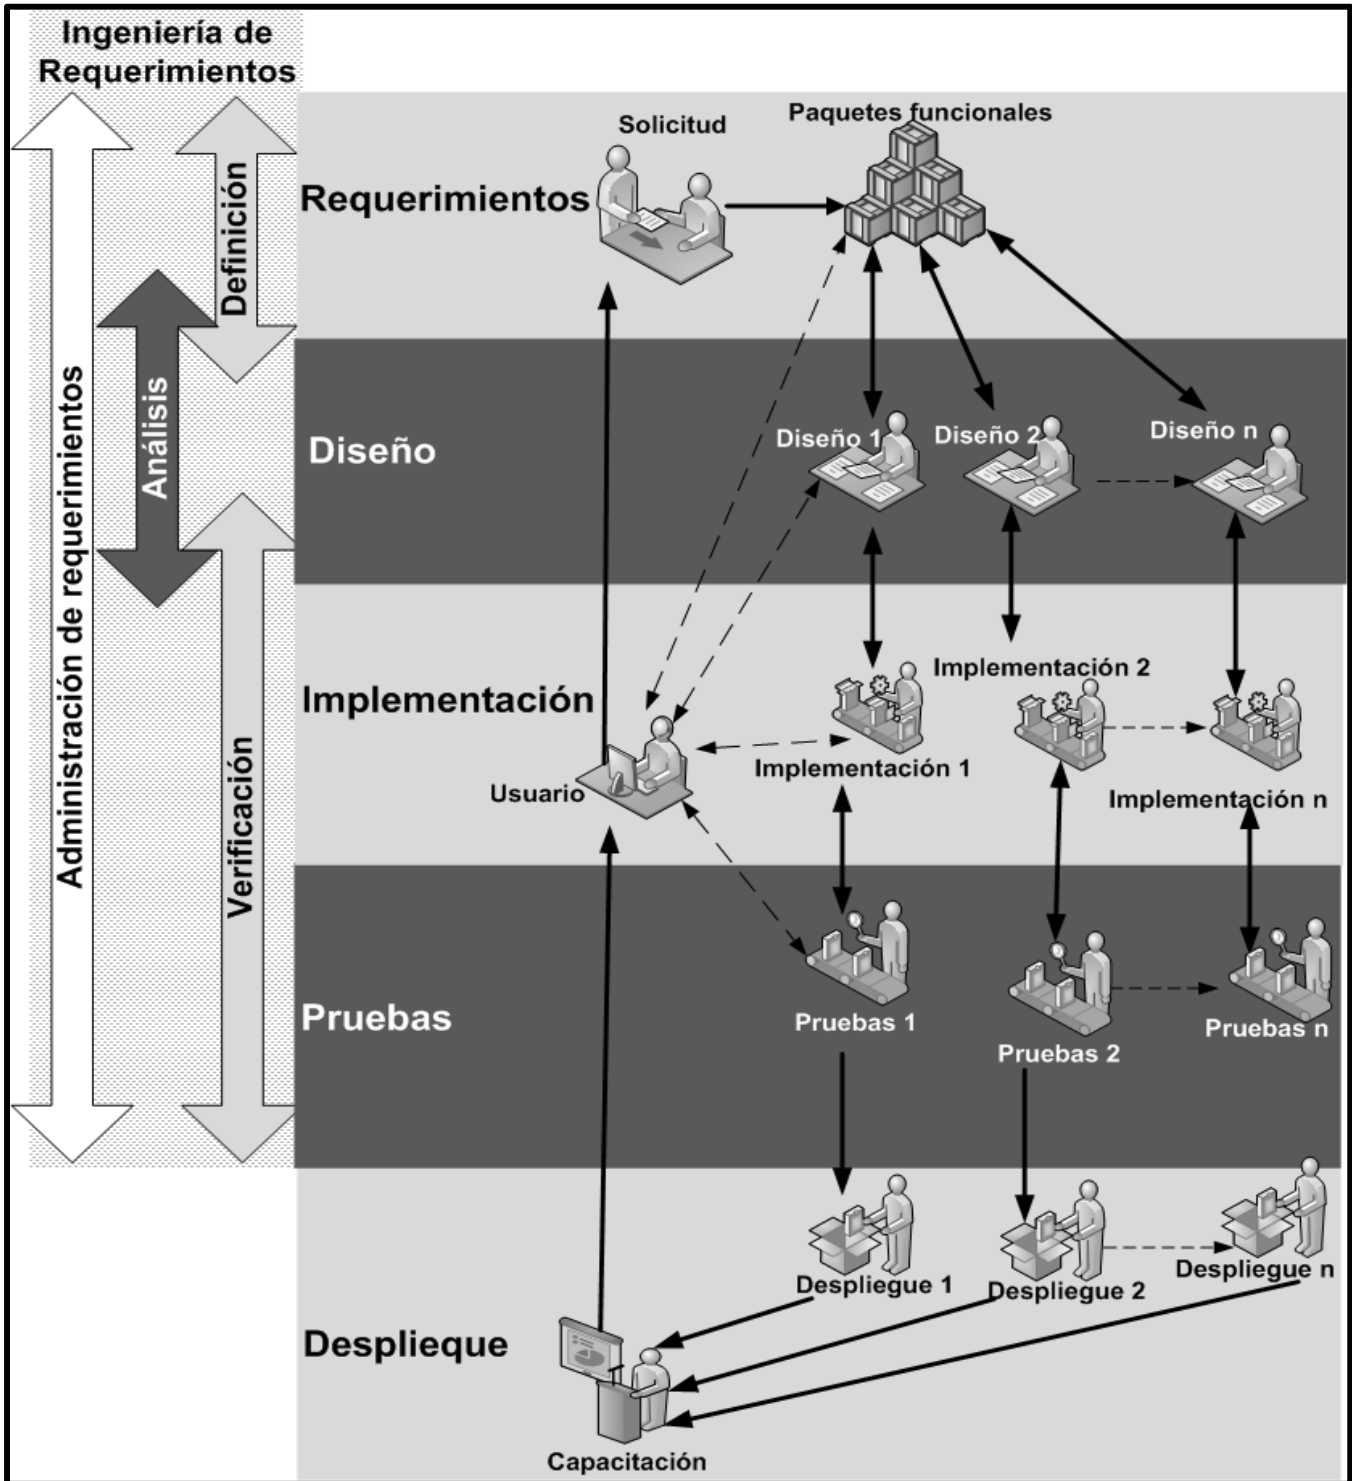 Ingeniería de
Requerimientos
Administración de requerimientos
Definición
Análisis
Verificación
Requerimientos
Solicitud
Paquetes funcionales
Diseño
Diseño 1
Diseño 2
Diseño n
Implementación
Usuario
Implementación 1
Implementación 2
Implementación n
Pruebas
Pruebas 1
Pruebas 2
Pruebas n
Desplieque
Despliegue 1
Despliegue 2
Despliegue n
Capacitación